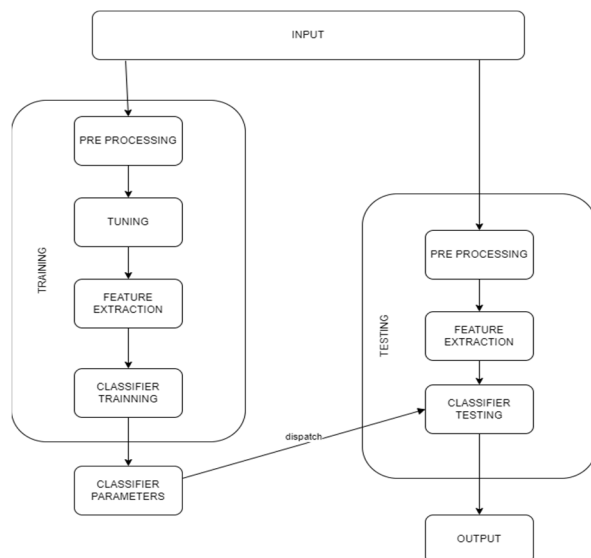 INPUT
TRAINING
PRE PROCESSING
TUNING
FEATURE
EXTRACTION
CLASSIFIER
TRAINNING
CLASSIFIER
PARAMETERS
dispatch
TESTING
PRE PROCESSING
FEATURE
EXTRACTION
CLASSIFIER
TESTING
OUTPUT